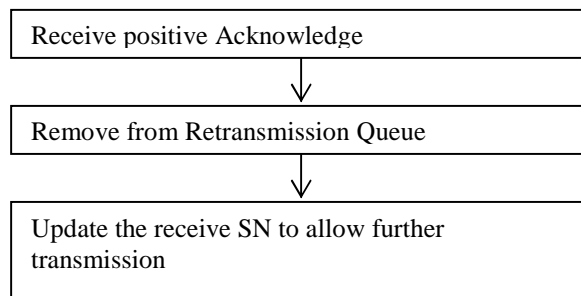 Receive positive Acknowledge
Remove from Retransmission Queue
Update the receive SN to allow further
transmission